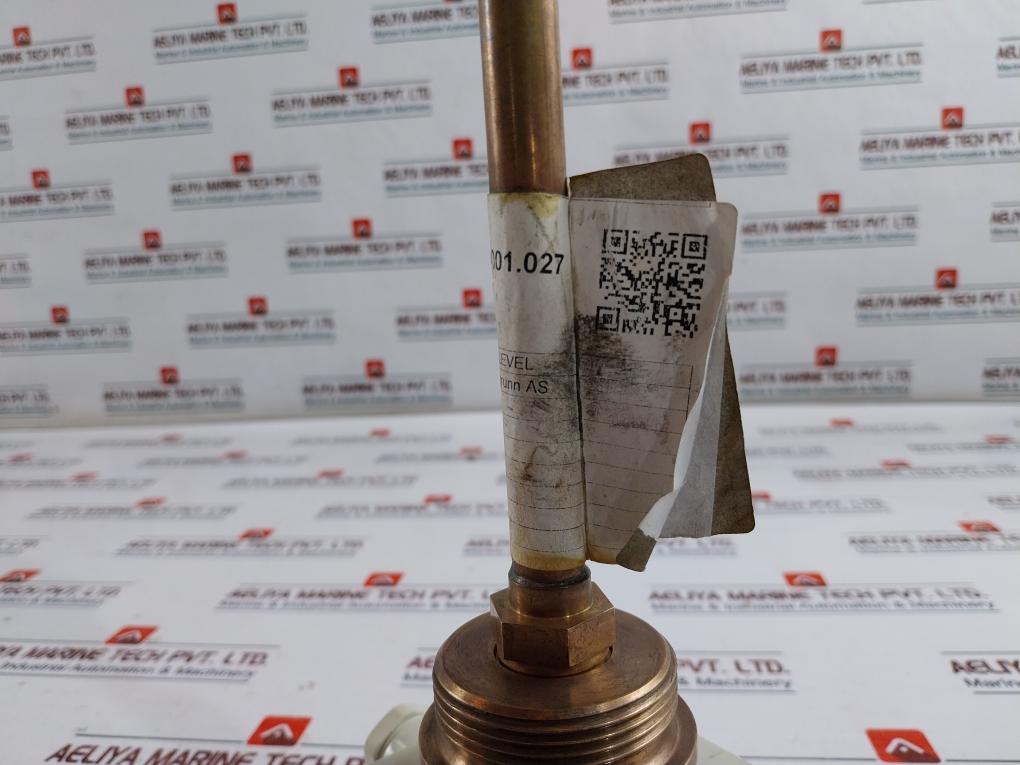 AELIYA MARINE TECH PVT. LTD.
Marine & Industrial Automation & Machinery
001.027
LEVEL
runn AS